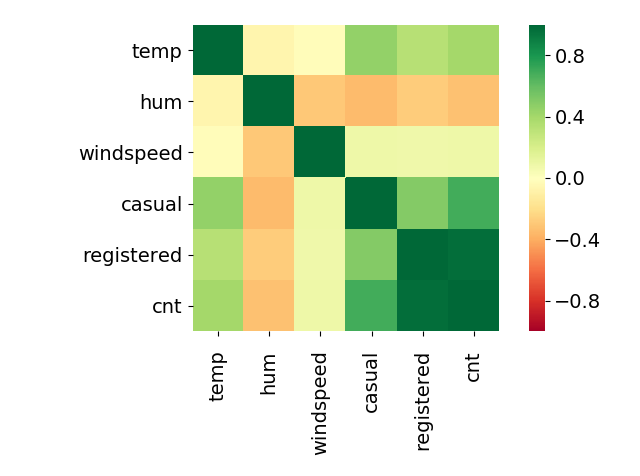 temp
hum
windspeed
casual
registered
cnt
temp
hum
windspeed
casual
registered
cnt
0.8
0.4
0.0
−0.4
−0.8